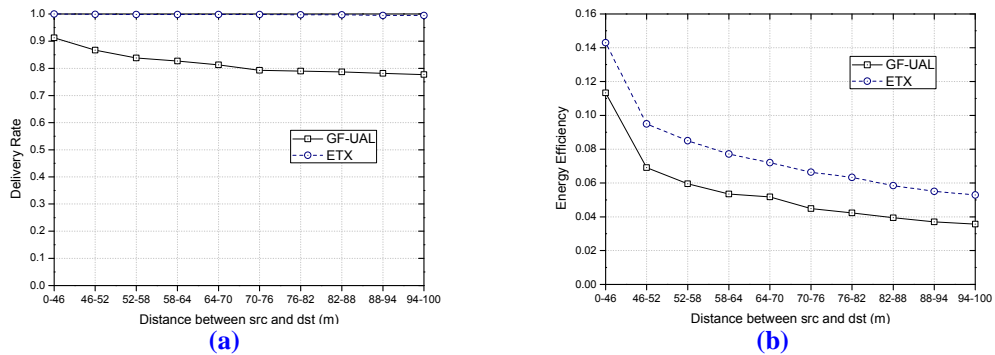 1.0
0.9
0.8
0.7
0.6
0.5
0.4
0.3
0.2
0.1
0.0
Delivery Rate
GF-UAL
ETX
0-46 46-52 52-58 58-64 64-70 70-76 76-82 82-88 88-94 94-100
Distance between src and dst (m)
(a)
0.16
0.14
0.12
0.10
0.08
0.06
0.04
0.02
0.00
Energy Efficiency
GF-UAL
ETX
0-46 46-52 52-58 58-64 64-70 70-76 76-82 82-88 88-94 94-100
Distance between src and dst (m)
(b)